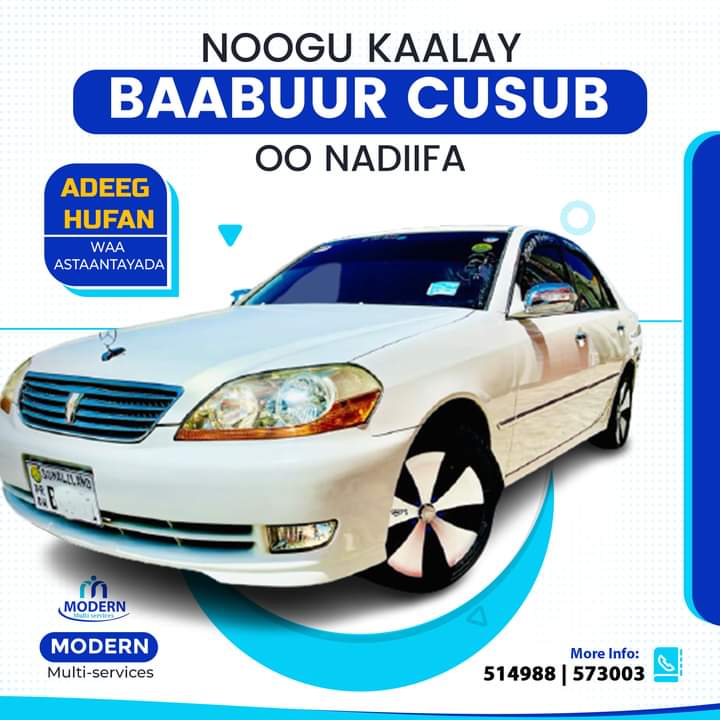 NOOGU KAALAY
BAABUUR CUSUB
OO NADIIFA
ADEEG
HUFAN
WAA
ASTAANTAYADA
SOMALILAND
MODERN
Multi services
MODERN
Multi-services
More Info:
514988 | 573003